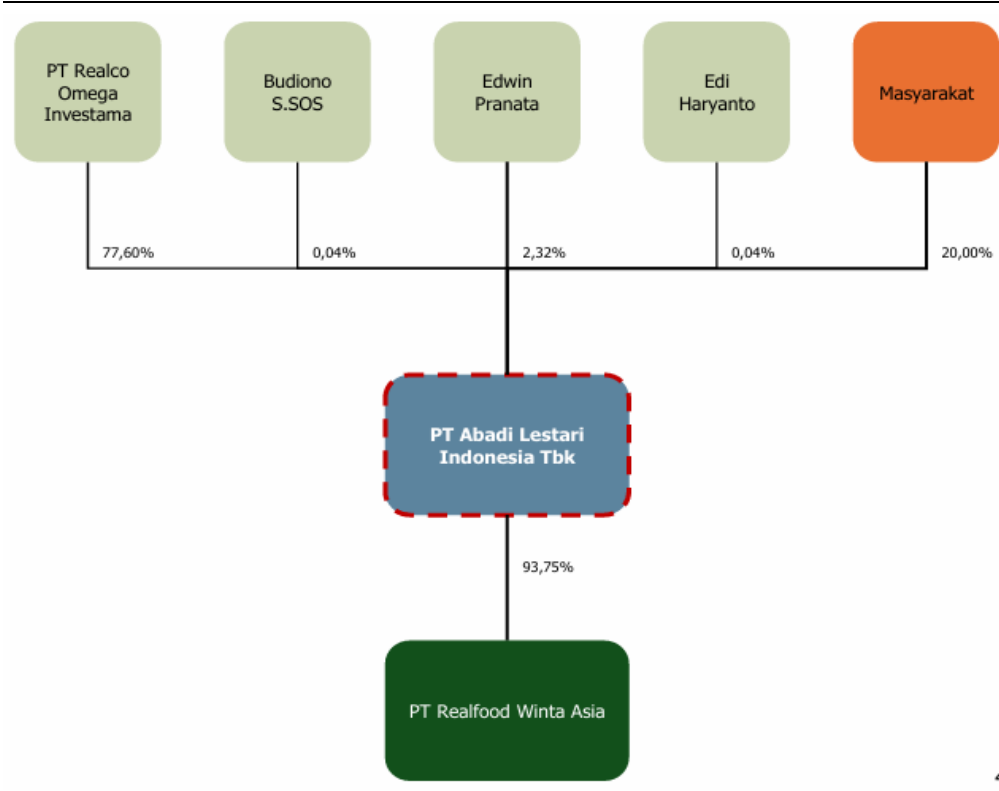 PT Realco
Omega
Investama
Budiono
S.SOS
Edwin
Pranata
Edi
Haryanto
Masyarakat
77,60%
0,04%
2,32%
0,04%
20,00%
PT Abadi Lestari
Indonesia Tbk
93,75%
PT Realfood Winta Asia